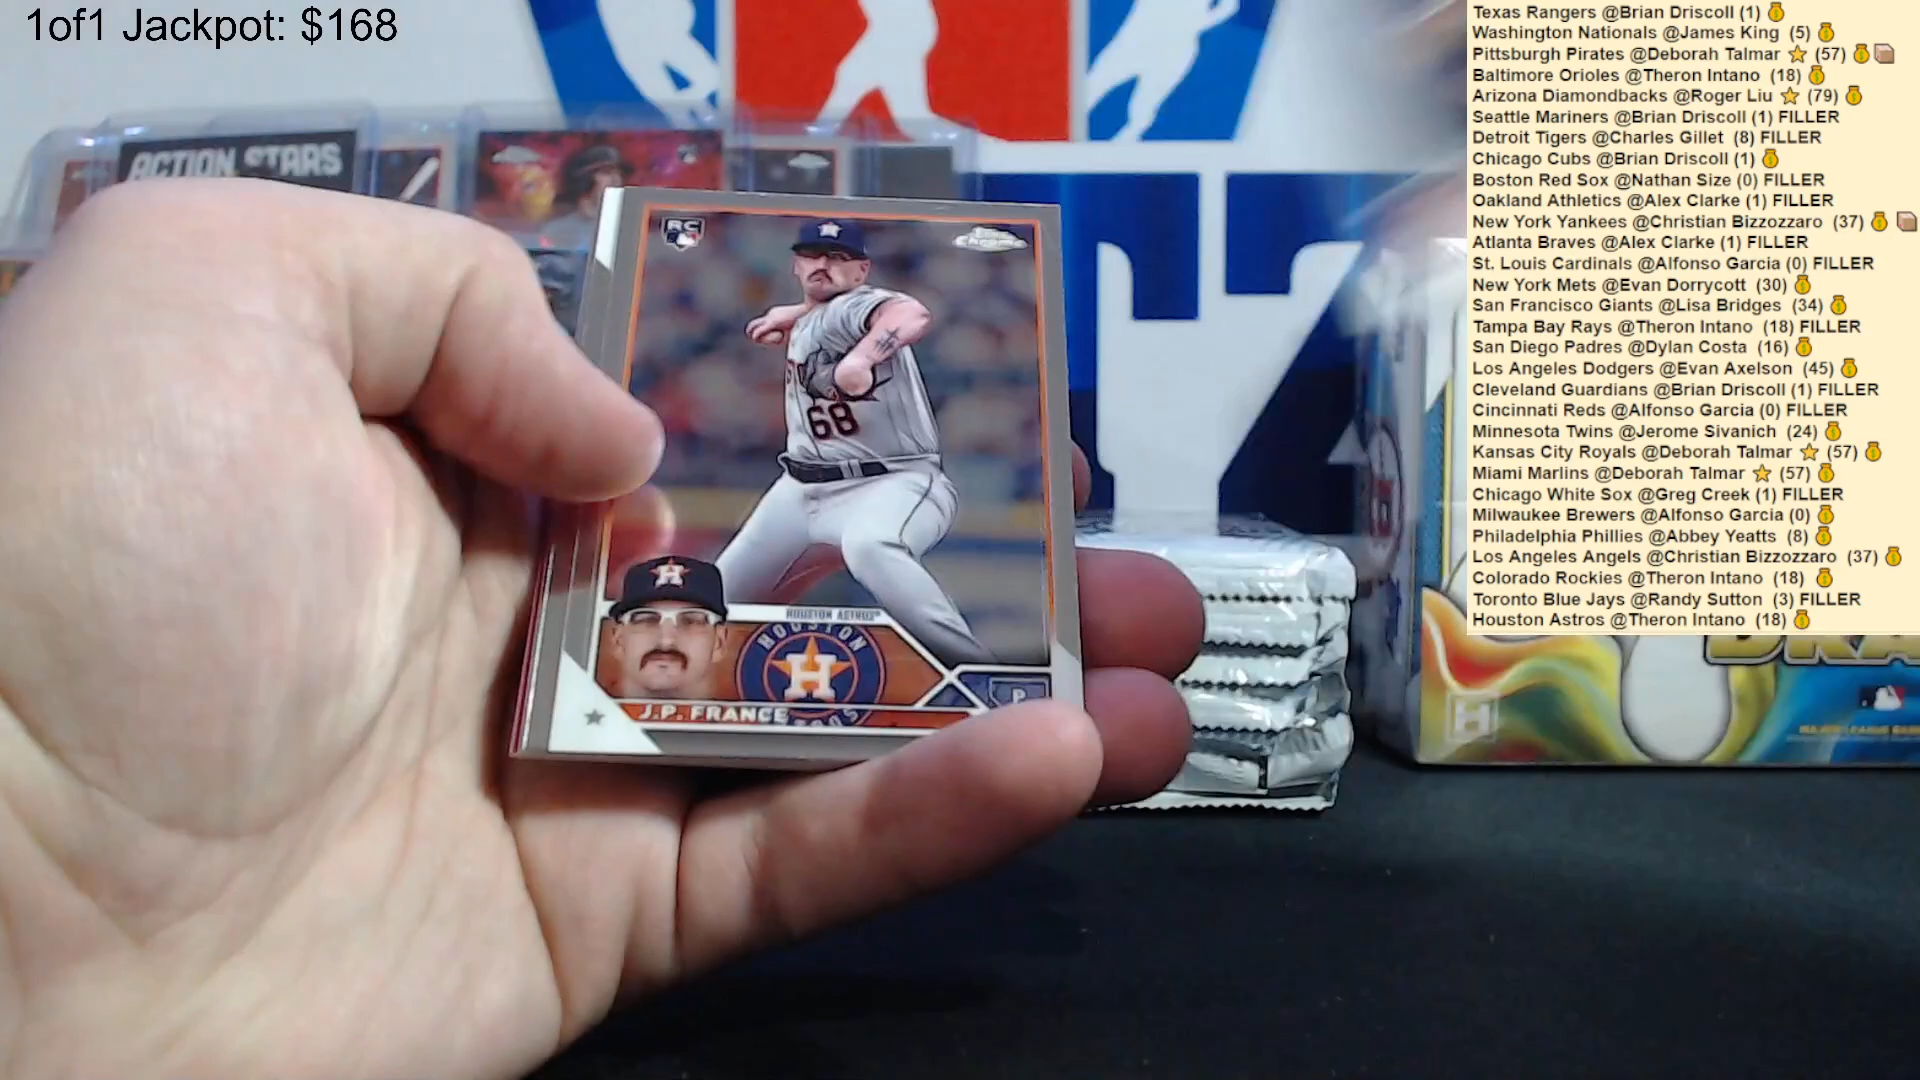 1of1 Jackpot: $168
Texas Rangers @Brian Driscoll (1)
Washington Nationals @James King (5)
Pittsburgh Pirates @Deborah Talmar ⭐ (57)
Baltimore Orioles @Theron Intano (18)
Arizona Diamondbacks @Roger Liu ⭐ (79)
Seattle Mariners @Brian Driscoll (1) FILLER
Detroit Tigers @Charles Gillet (8) FILLER
Chicago Cubs @Brian Driscoll (1)
Boston Red Sox @Nathan Size (0) FILLER
Oakland Athletics @Alex Clarke (1) FILLER
New York Yankees @Christian Bizzozzaro (37)
Atlanta Braves @Alex Clarke (1) FILLER
St. Louis Cardinals @Alfonso Garcia (0) FILLER
New York Mets @Evan Dorrycott (30)
San Francisco Giants @Lisa Bridges (34)
Tampa Bay Rays @Theron Intano (18) FILLER
San Diego Padres @Dylan Costa (16)
Los Angeles Dodgers @Evan Axelson (45)
Cleveland Guardians @Brian Driscoll (1) FILLER
Cincinnati Reds @Alfonso Garcia (0) FILLER
Minnesota Twins @Jerome Sivanich (24)
Kansas City Royals @Deborah Talmar ⭐ (57)
Miami Marlins @Deborah Talmar ⭐ (57)
Chicago White Sox @Greg Creek (1) FILLER
Milwaukee Brewers @Alfonso Garcia (0)
Philadelphia Phillies @Abbey Yeatts (8)
Los Angeles Angels @Christian Bizzozzaro (37)
Colorado Rockies @Theron Intano (18)
Toronto Blue Jays @Randy Sutton (3) FILLER
Houston Astros @Theron Intano (18)
ACTION STARS
RC
Topps
Chrome
68
HOUSTON ASTROS
HOUSTON
H
J.P. FRANCE
P
H